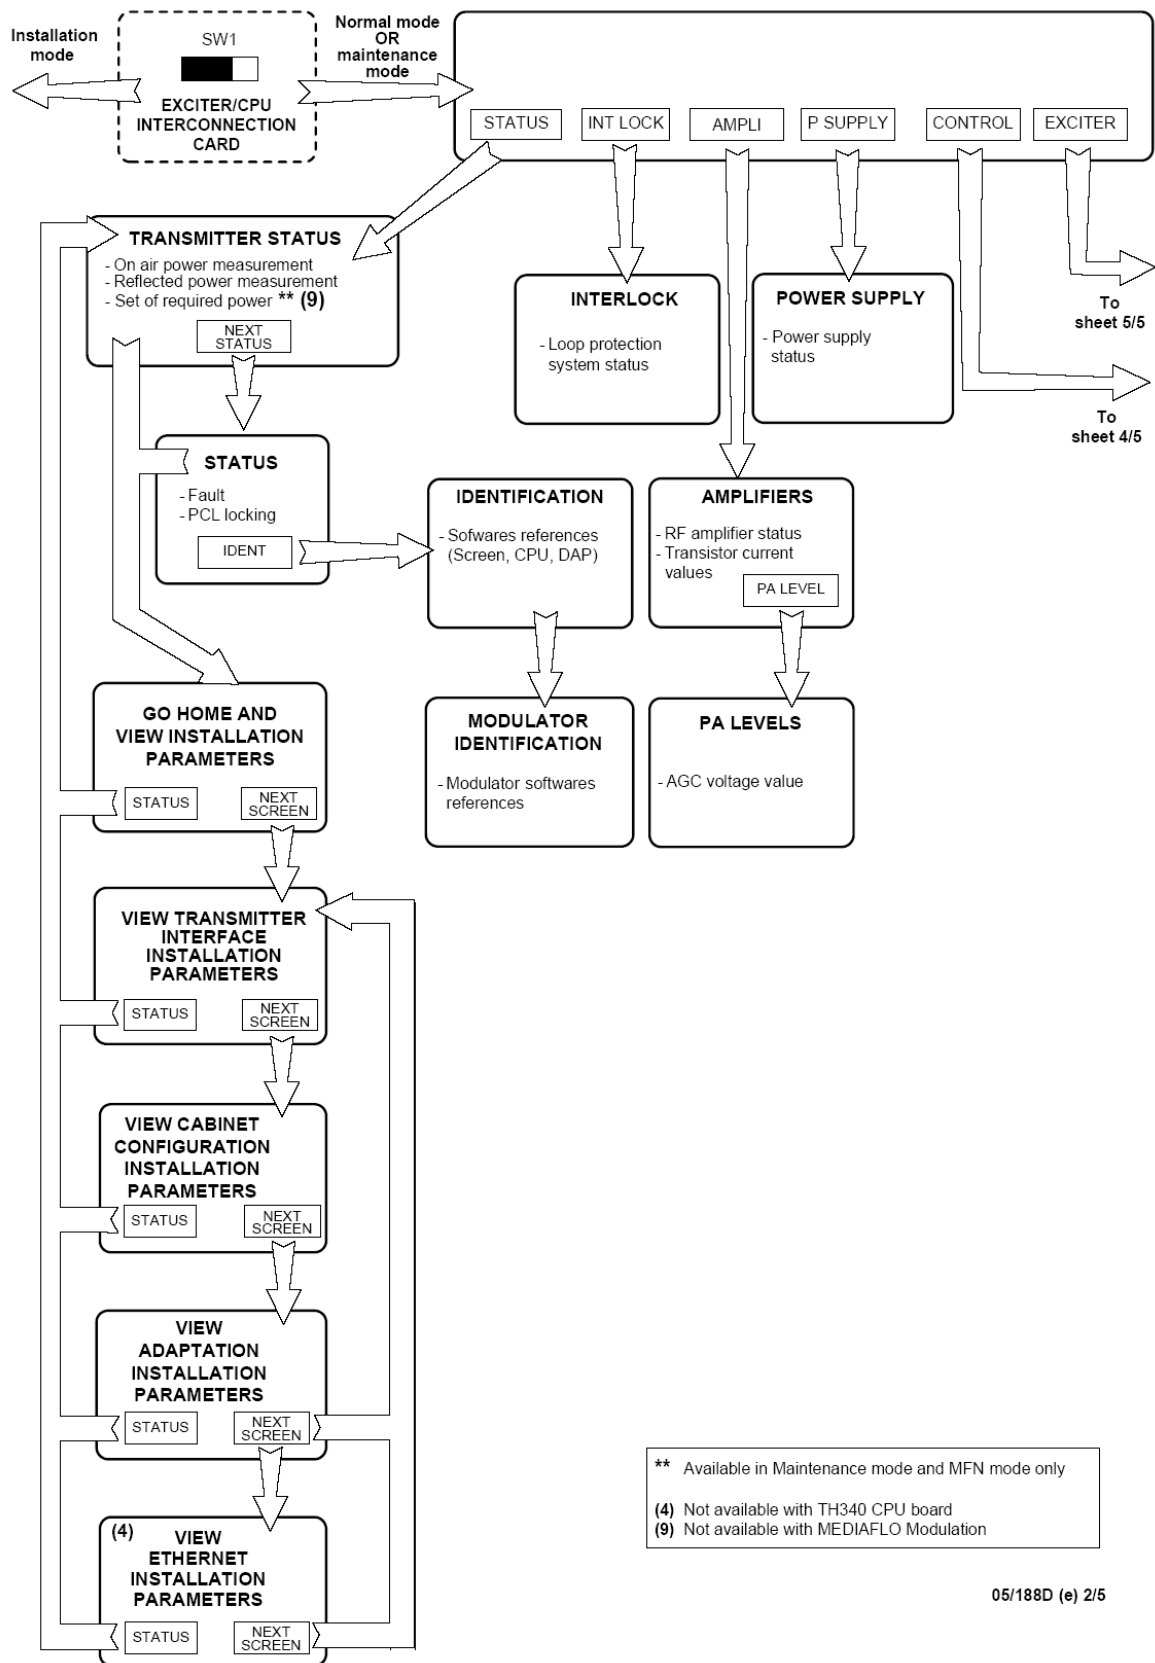 Installation
mode
SW1
EXCITER/CPU
INTERCONNECTION
CARD
Normal mode
OR
maintenance
mode
STATUS
INT LOCK
AMPLI
P SUPPLY
CONTROL
EXCITER
TRANSMITTER STATUS
- On air power measurement
- Reflected power measurement
- Set of required power ** (9)
NEXT
STATUS
INTERLOCK
- Loop protection
system status
POWER SUPPLY
- Power supply
status
To
sheet 5/5
To
sheet 4/5
STATUS
- Fault
- PCL locking
IDENT
IDENTIFICATION
- Sofwares references
(Screen, CPU, DAP)
AMPLIFIERS
- RF amplifier status
- Transistor current
values
PA LEVEL
GO HOME AND
VIEW INSTALLATION
PARAMETERS
STATUS
NEXT
SCREEN
MODULATOR
IDENTIFICATION
- Modulator softwares
references
PA LEVELS
- AGC voltage value
VIEW TRANSMITTER
INTERFACE
INSTALLATION
PARAMETERS
STATUS
NEXT
SCREEN
VIEW CABINET
CONFIGURATION
INSTALLATION
PARAMETERS
STATUS
NEXT
SCREEN
VIEW
ADAPTATION
INSTALLATION
PARAMETERS
STATUS
NEXT
SCREEN
(4)
VIEW
ETHERNET
INSTALLATION
PARAMETERS
STATUS
NEXT
SCREEN
** Available in Maintenance mode and MFN mode only
(4) Not available with TH340 CPU board
(9) Not available with MEDIAFLO Modulation
05/188D (e) 2/5